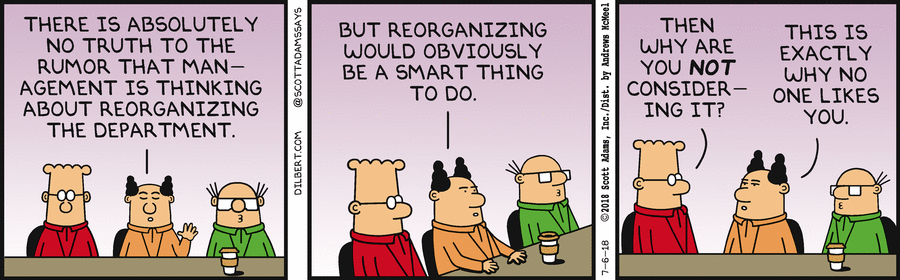 THERE IS ABSOLUTELY
NO TRUTH TO THE
RUMOR THAT MAN–
AGEMENT IS THINKING
ABOUT REORGANIZING
THE DEPARTMENT.
DILBERT.COM @SCOTTADAMSSAYS
BUT REORGANIZING
WOULD OBVIOUSLY
BE A SMART THING
TO DO.
7-6-18 ©2018 Scott Adams, Inc./Dist. by Andrews McMeel
THEN
WHY ARE
YOU NOT
CONSIDER–
ING IT?
THIS IS
EXACTLY
WHY NO
ONE LIKES
YOU.